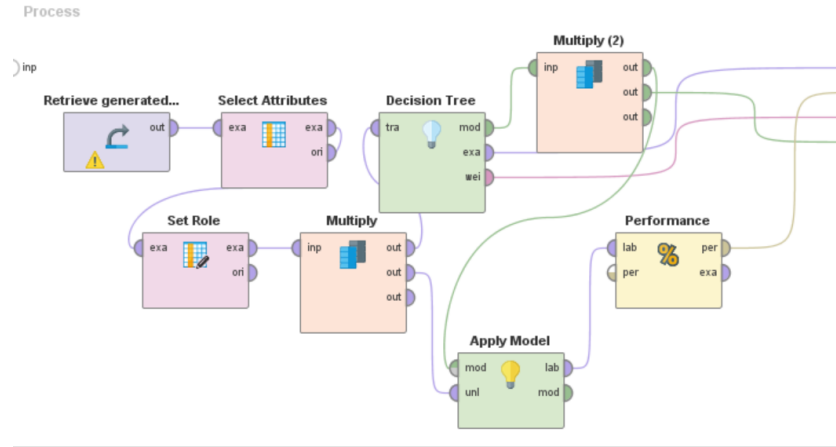 Process
inp
Multiply (2)
inp
out
out
out
Retrieve generated...
out
Select Attributes
exa
exa
ori
Decision Tree
tra
mod
exa
wei
Set Role
exa
exa
ori
Multiply
inp
out
out
out
Performance
lab
per
per
exa
%
Apply Model
mod
lab
unl
mod